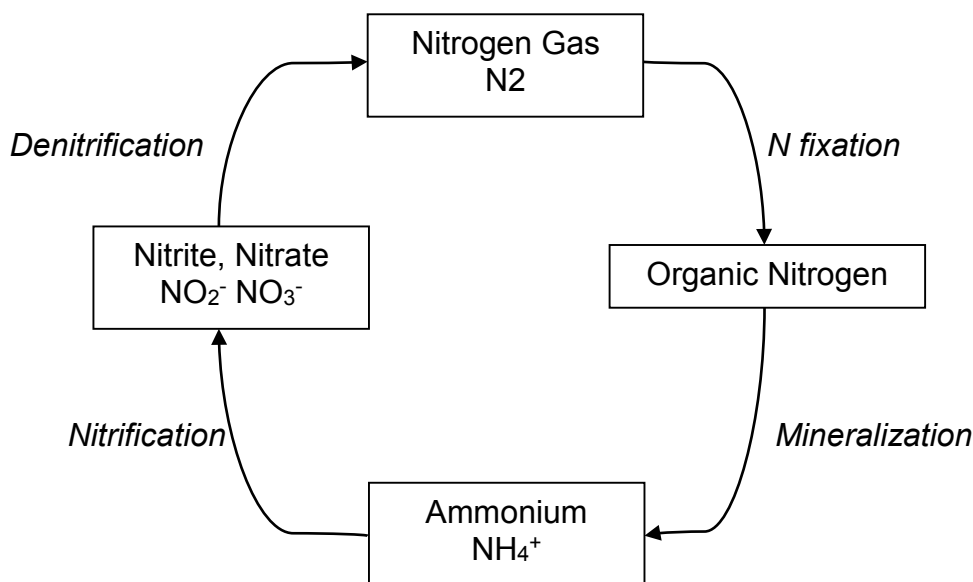 Nitrogen Gas
N2
Denitrification
N fixation
Nitrite, Nitrate
NO₂⁻ NO₃⁻
Organic Nitrogen
Nitrification
Mineralization
Ammonium
NH₄⁺